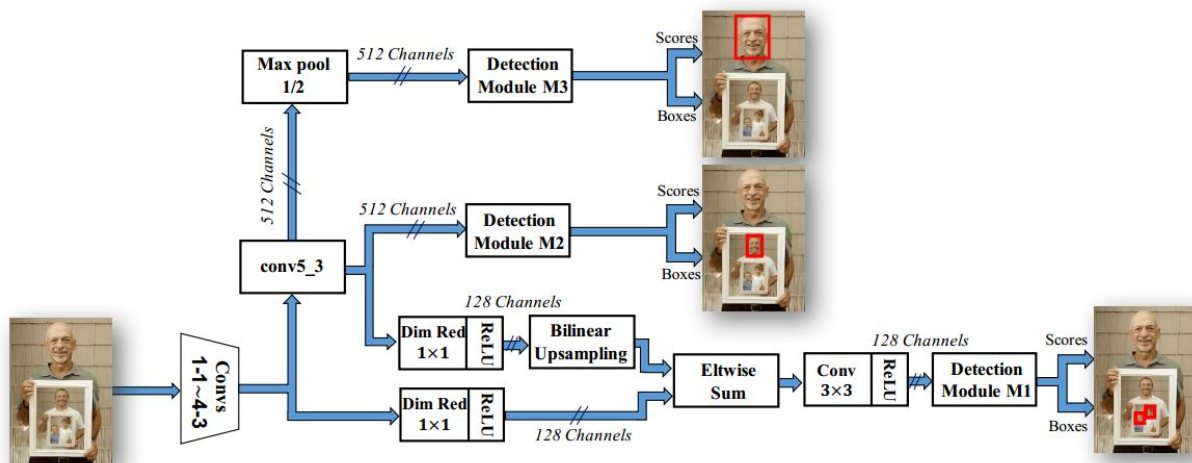 512 Channels
Max pool
1/2
Detection
Module M3
Scores
Boxes
512 Channels
512 Channels
Detection
Module M2
Scores
Boxes
conv5_3
128 Channels
Dim Red
1×1
ReLU
Bilinear
Upsampling
Convs
1-1~4-3
Dim Red
1×1
ReLU
128 Channels
Eltwise
Sum
Conv
3×3
ReLU
128 Channels
Detection
Module M1
Scores
Boxes